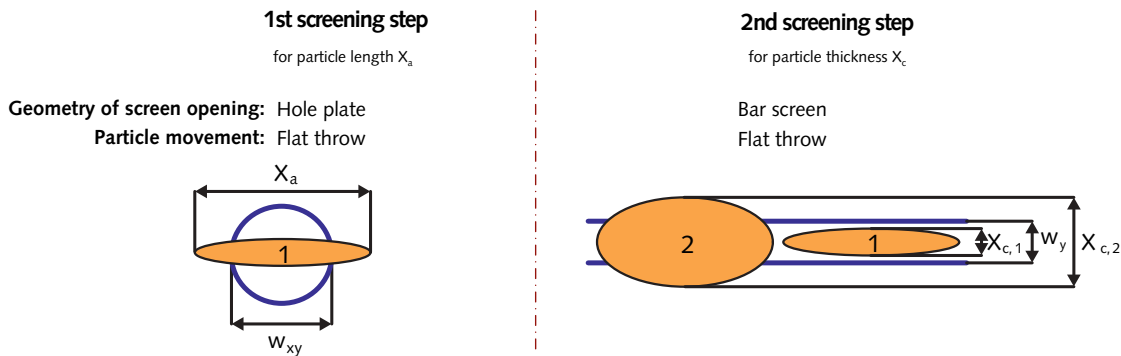 1st screening step
for particle length Xa
Geometry of screen opening: Hole plate
Particle movement: Flat throw
Xa
1
wxy
2nd screening step
for particle thickness Xc
Bar screen
Flat throw
2
1
Xc,1
wy
Xc,2